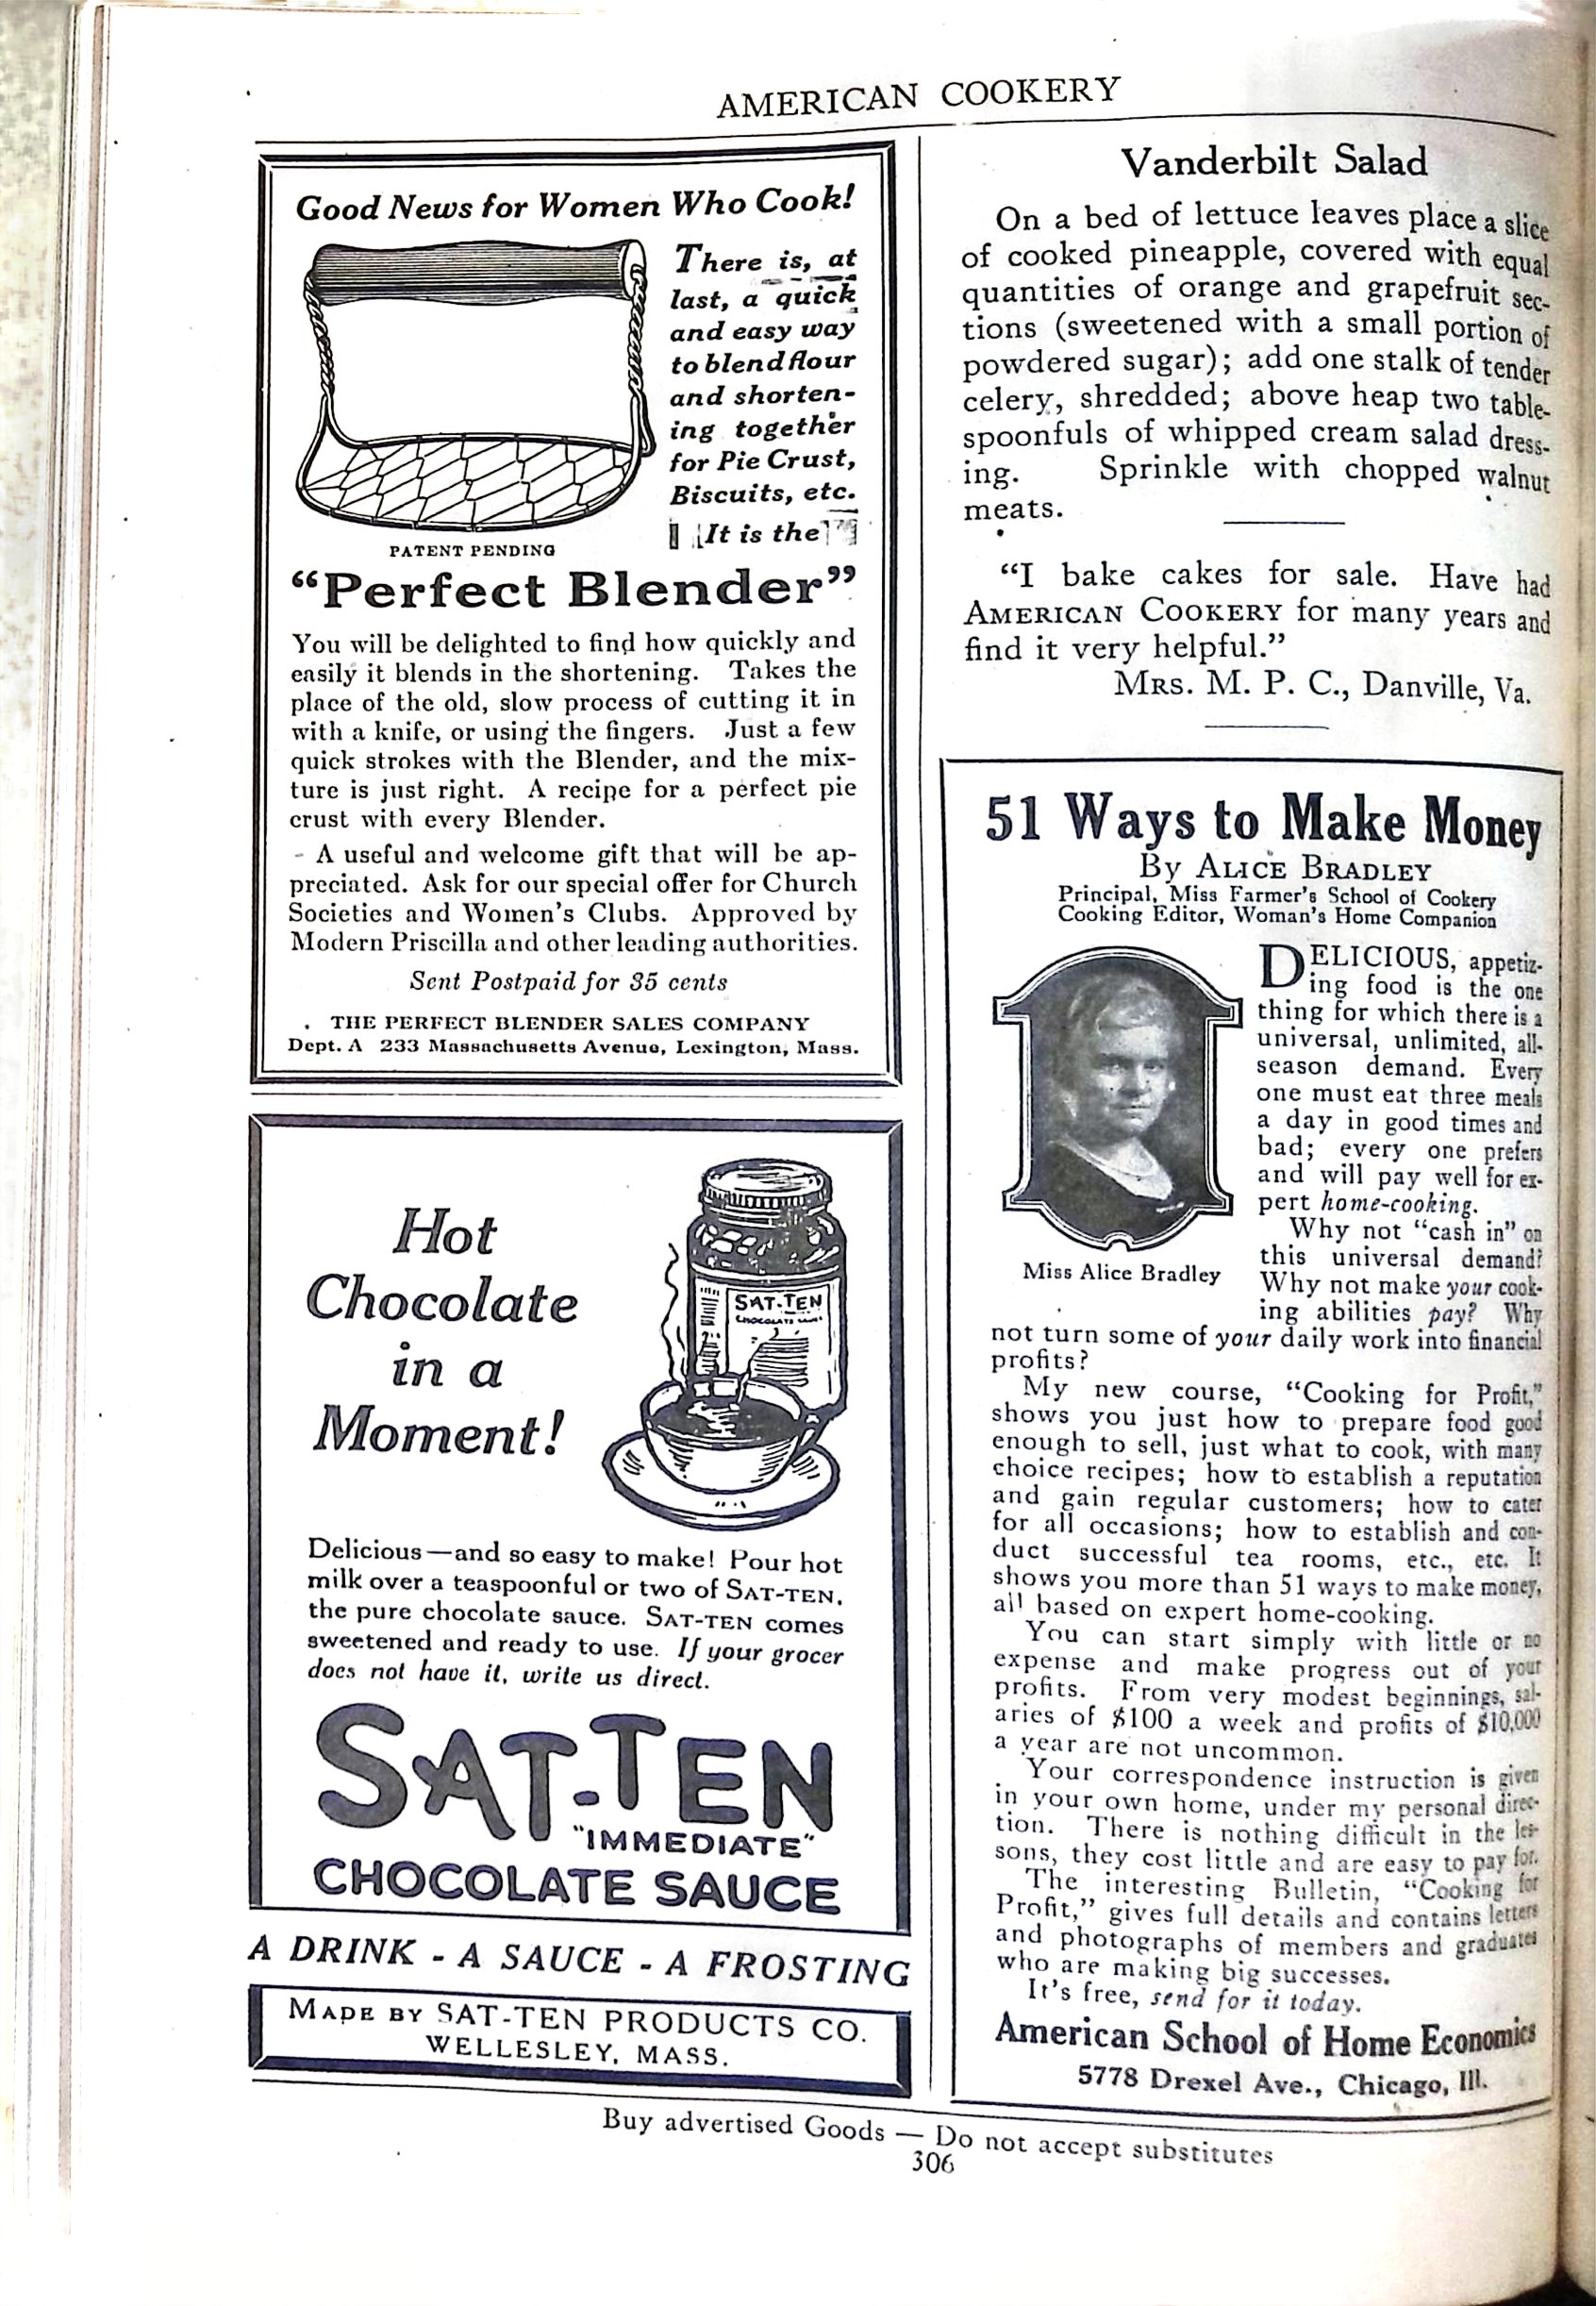 AMERICAN COOKERY
Good News for Women Who Cook!
There is, at
last, a quick
and easy way
to blend flour
and shorten-
ing together
for Pie Crust,
Biscuits, etc.
It is the
PATENT PENDING
“Perfect Blender”
You will be delighted to find how quickly and
easily it blends in the shortening. Takes the
place of the old, slow process of cutting it in
with a knife, or using the fingers. Just a few
quick strokes with the Blender, and the mix-
ture is just right. A recipe for a perfect pie
crust with every Blender.
A useful and welcome gift that will be ap-
preciated. Ask for our special offer for Church
Societies and Women's Clubs. Approved by
Modern Priscilla and other leading authorities.
Sent Postpaid for 35 cents
THE PERFECT BLENDER SALES COMPANY
Dept. A 233 Massachusetts Avenue, Lexington, Mass.
Hot
Chocolate
in a
Moment!
SAT-TEN
CHOCOLATE SAUCE
Delicious—and so easy to make! Pour hot
milk over a teaspoonful or two of SAT-TEN,
the pure chocolate sauce. SAT-TEN comes
sweetened and ready to use. If your grocer
does not have it, write us direct.
SAT-TEN
"IMMEDIATE"
CHOCOLATE SAUCE
A DRINK - A SAUCE - A FROSTING
MADE BY SAT-TEN PRODUCTS CO.
WELLESLEY, MASS.
Vanderbilt Salad
On a bed of lettuce leaves place a slice
of cooked pineapple, covered with equal
quantities of orange and grapefruit sec-
tions (sweetened with a small portion of
powdered sugar); add one stalk of tender
celery, shredded; above heap two table-
spoonfuls of whipped cream salad dress-
ing. Sprinkle with chopped walnut
meats.
“I bake cakes for sale. Have had
AMERICAN COOKERY for many years and
find it very helpful.”
MRS. M. P. C., Danville, Va.
51 Ways to Make Money
By ALICE BRADLEY
Principal, Miss Farmer's School of Cookery
Cooking Editor, Woman's Home Companion
DELICIOUS, appetiz-
ing food is the one
thing for which there is a
universal, unlimited, all-
season demand. Every
one must eat three meals
a day in good times and
bad; every one prefers
and will pay well for ex-
pert home-cooking.
Why not “cash in” on
this universal demand?
Why not make your cook-
ing abilities pay? Why
Miss Alice Bradley
not turn some of your daily work into financial
profits?
My new course, “Cooking for Profit,”
shows you just how to prepare food good
enough to sell, just what to cook, with many
choice recipes; how to establish a reputation
and gain regular customers; how to cater
for all occasions; how to establish and con-
duct successful tea rooms, etc., etc. It
shows you more than 51 ways to make money,
all based on expert home-cooking.
You can start simply with little or no
expense and make progress out of your
profits. From very modest beginnings, sal-
aries of $100 a week and profits of $10,000
a year are not uncommon.
Your correspondence instruction is given
in your own home, under my personal direc-
tion. There is nothing difficult in the les-
sons, they cost little and are easy to pay for.
The interesting Bulletin, “Cooking for
Profit,” gives full details and contains letters
and photographs of members and graduates
who are making big successes.
It's free, send for it today.
American School of Home Economics
5778 Drexel Ave., Chicago, Ill.
Buy advertised Goods — Do not accept substitutes
306